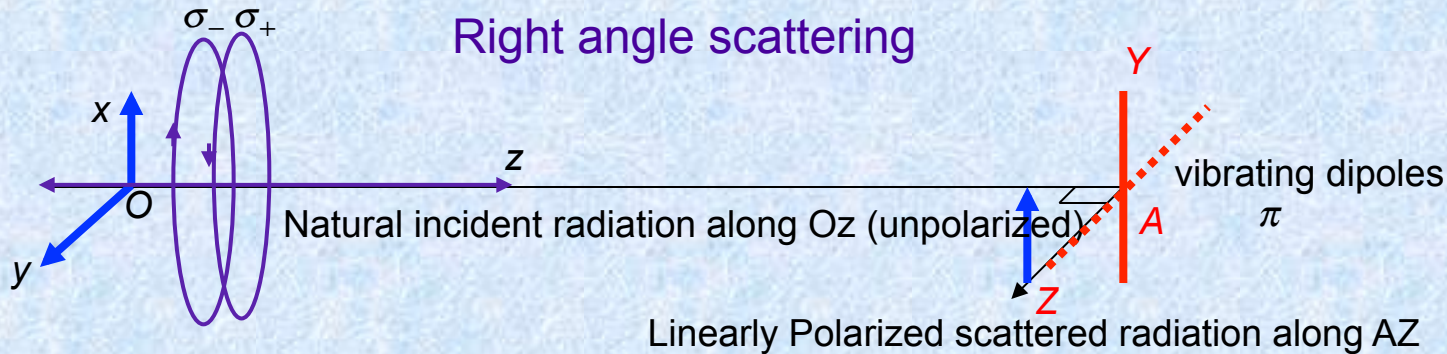 σ₋ σ₊
Right angle scattering
Y
x
z
vibrating dipoles
O
A
π
Natural incident radiation along Oz (unpolarized)
y
Z
Linearly Polarized scattered radiation along AZ